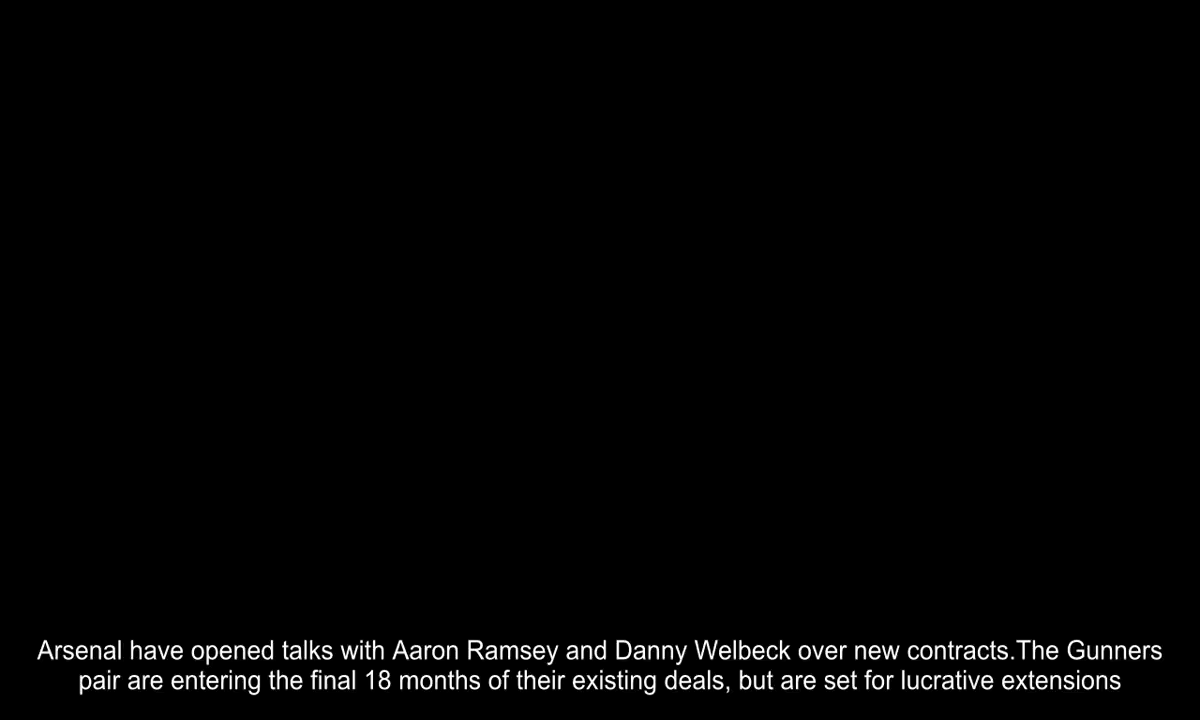 Arsenal have opened talks with Aaron Ramsey and Danny Welbeck over new contracts.The Gunners
pair are entering the final 18 months of their existing deals, but are set for lucrative extensions